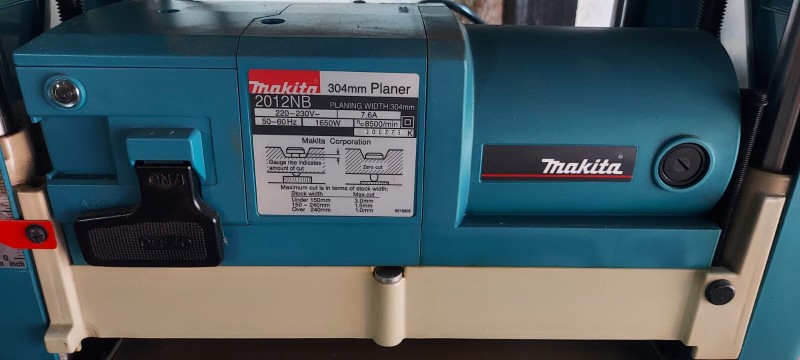 makita 304mm Planer
2012NB PLANING WIDTH:304mm
220-230V~ 7.6A
50-60Hz 1650W n₀8500/min
K
Makita Corporation
Gauge rise indicates
amount of cut
Zero cut
Maximum cut is in terms of stock width:
Stock width Max.cut
Under 150mm 3.0mm
150 - 240mm 1.5mm
Over 240mm 1.0mm
makita
inch